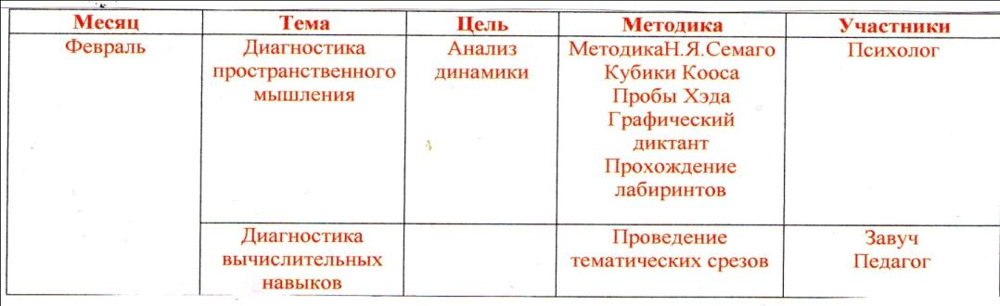 Месяц Тема Цель Методика Участники
Февраль
Диагностика
пространственного
мышления
Анализ
динамики
МетодикаН.Я.Семаго
Кубики Кооса
Пробы Хэда
Графический
диктант
Прохождение
лабиринтов
Психолог
Диагностика
вычислительных
навыков
Проведение
тематических срезов
Завуч
Педагог